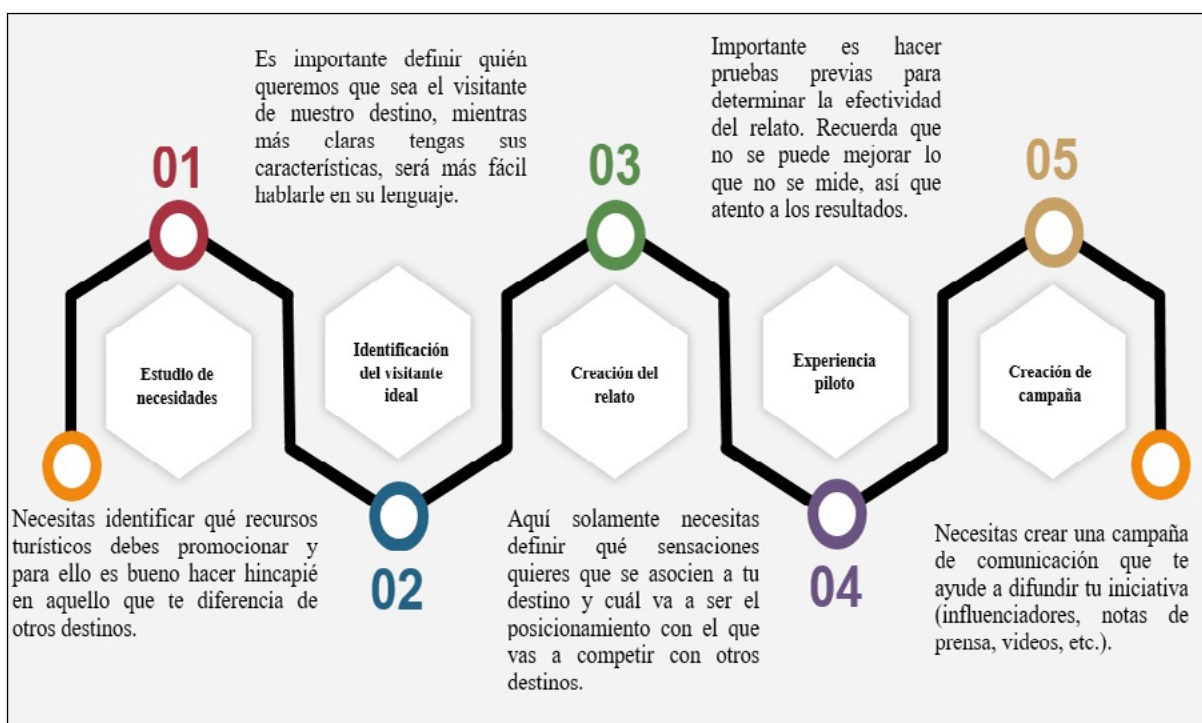 01
Estudio de
necesidades
Necesitas identificar qué recursos
turísticos debes promocionar y
para ello es bueno hacer hincapié
en aquello que te diferencia de
otros destinos.
Es importante definir quién
queremos que sea el visitante
de nuestro destino, mientras
más claras tengas sus
características, será más fácil
hablarle en su lenguaje.
Identificación
del visitante
ideal
02
03
Creación del
relato
Aquí solamente necesitas
definir qué sensaciones
quieres que se asocien a tu
destino y cuál va a ser el
posicionamiento con el que
vas a competir con otros
destinos.
Importante es hacer
pruebas previas para
determinar la efectividad
del relato. Recuerda que
no se puede mejorar lo
que no se mide, así que
atento a los resultados.
Experiencia
piloto
04
05
Creación de
campaña
Necesitas crear una campaña
de comunicación que te
ayude a difundir tu iniciativa
(influenciadores, notas de
prensa, videos, etc.).